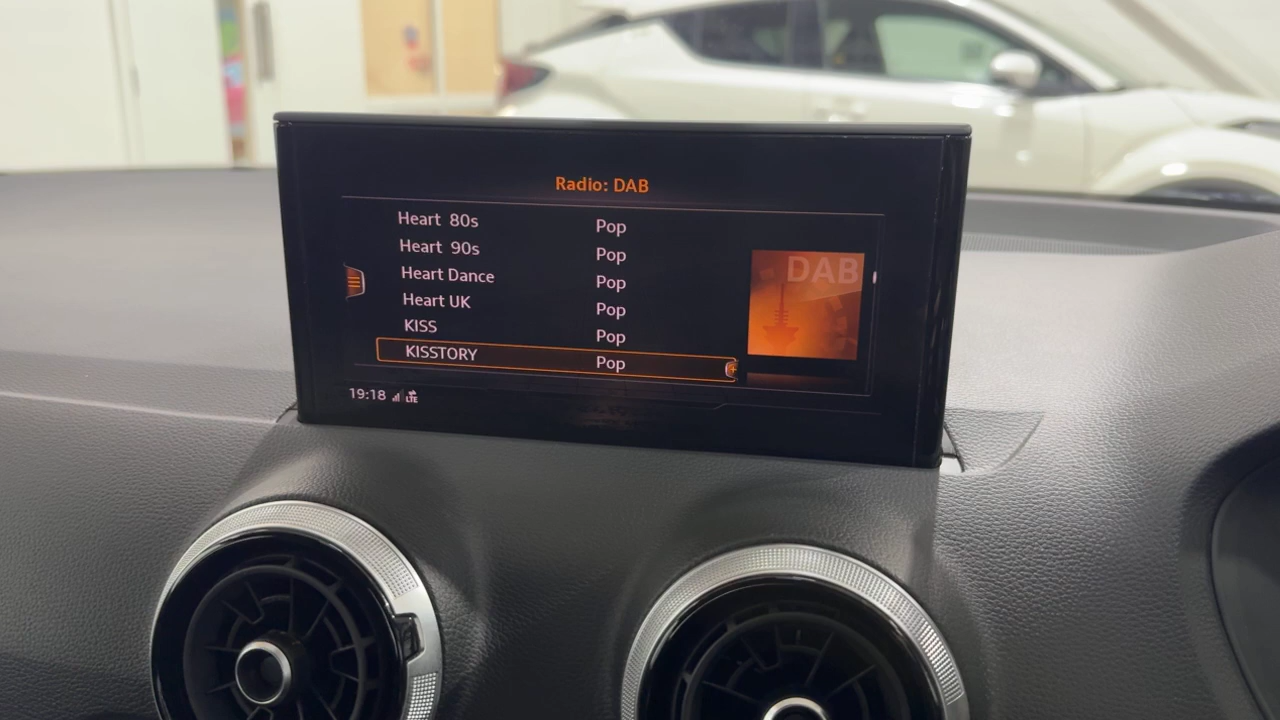 Radio: DAB
Heart 80s Pop
Heart 90s Pop
Heart Dance Pop
Heart UK Pop
KISS Pop
KISSTORY Pop
DAB
19:18 LTE